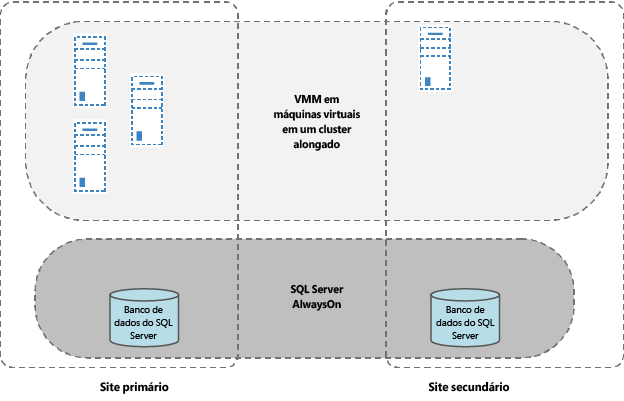 VMM em
máquinas virtuais
em um cluster
alongado
SQL Server
AlwaysOn
Banco de
dados do SQL
Server
Banco de
dados do SQL
Server
Site primário
Site secundário